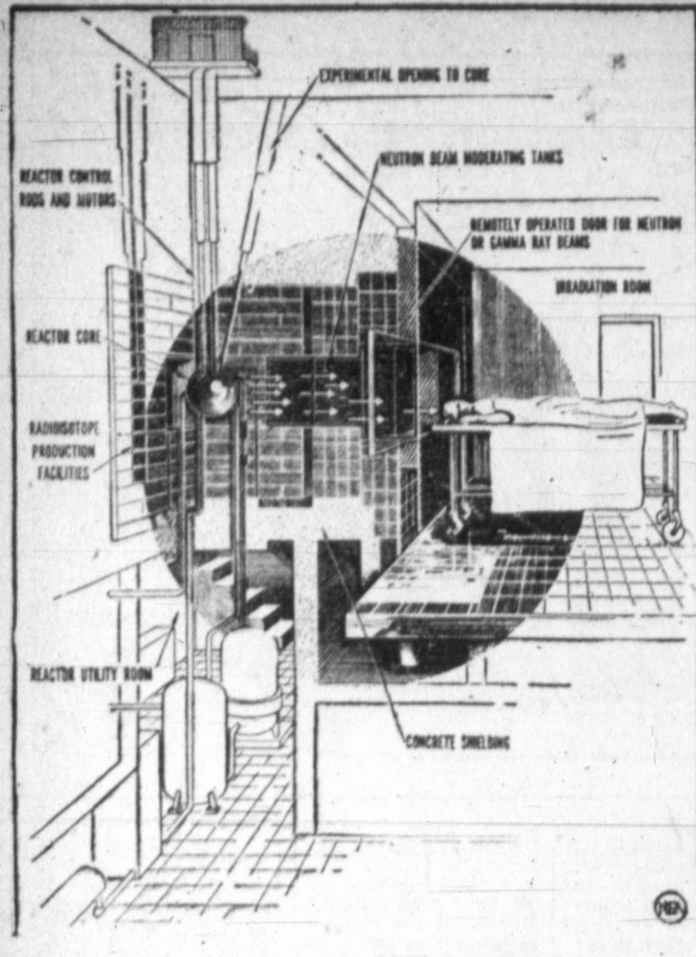 EXPERIMENTAL OPENING TO CORE
NEUTRON BEAM MODERATING TANKS
REACTOR CONTROL
RODS AND MOTORS
REMOTELY OPERATED DOOR FOR NEUTRON
OR GAMMA RAY BEAMS
IRRADIATION ROOM
REACTOR CORE
RADIOISOTOPE
PRODUCTION
FACILITIES
REACTOR UTILITY ROOM
CONCRETE SHIELDING
NEA